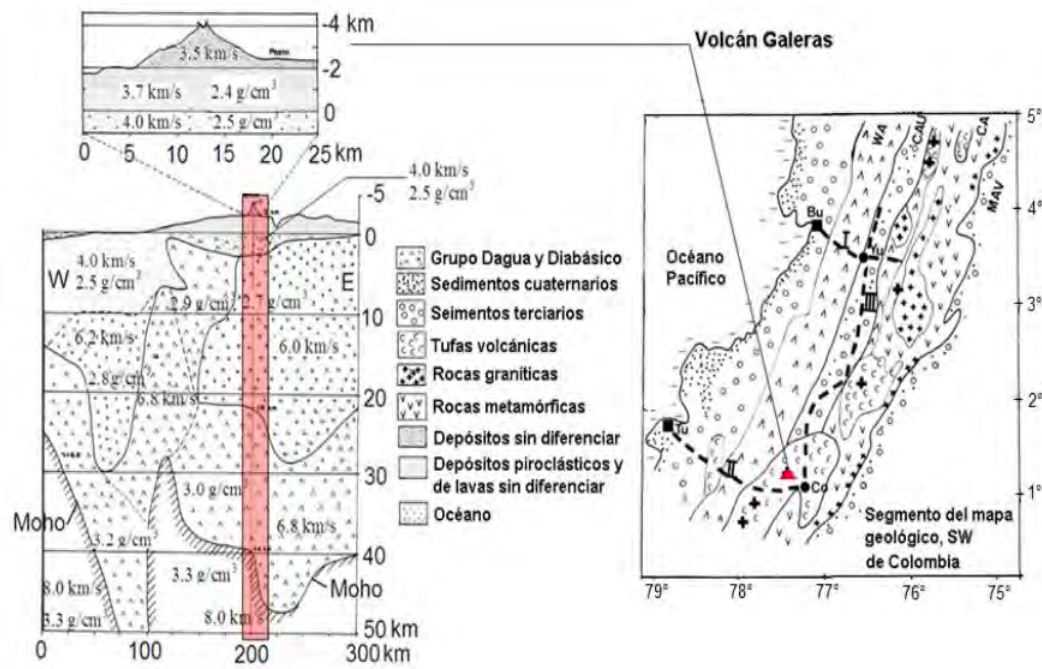 -4 km
3.5 km/s
-2
3.7 km/s 2.4 g/cm³
0
4.0 km/s 2.5 g/cm³
0 5 10 15 20 25 km
4.0 km/s
2.5 g/cm³
-5
0
W
E
4.0 km/s
2.5 g/cm³
2.9 g/cm³
2.7 g/cm³
10
6.2 km/s
6.0 km/s
2.8 g/cm³
20
6.8 km/s
30
3.0 g/cm³
Moho
6.8 km/s
3.2 g/cm³
40
3.3 g/cm³
Moho
8.0 km/s
3.3 g/cm³
8.0 km/s
50 km
0 100 200 300 km
Grupo Dagua y Diabásico
Sedimentos cuaternarios
Seimentos terciarios
Tufas volcánicas
Rocas graníticas
Rocas metamórficas
Depósitos sin diferenciar
Depósitos piroclásticos y
de lavas sin diferenciar
Océano
Volcán Galeras
5°
WA
CAU
CA
MAV
4°
Bu
I
Yu
Océano
Pacífico
III
3°
2°
Tu
II
Co
1°
Segmento del mapa
geológico, SW
de Colombia
79° 78° 77° 76° 75°